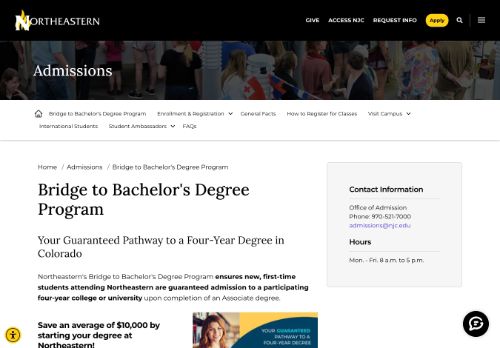 NORTHEASTERN
GIVE ACCESS NJC REQUEST INFO Apply
Admissions
Bridge to Bachelor's Degree Program Enrollment & Registration General Facts How to Register for Classes Visit Campus
International Students Student Ambassadors FAQs
Home / Admissions / Bridge to Bachelor's Degree Program
Bridge to Bachelor's Degree
Program
Your Guaranteed Pathway to a Four-Year Degree in
Colorado
Northeastern's Bridge to Bachelor's Degree Program ensures new, first-time
students attending Northeastern are guaranteed admission to a participating
four-year college or university upon completion of an Associate degree.
Save an average of $10,000 by
starting your degree at
Northeastern!
YOUR GUARANTEED
PATHWAY TO A
FOUR-YEAR DEGREE
Contact Information
Office of Admission
Phone: 970-521-7000
admissions@njc.edu
Hours
Mon. - Fri. 8 a.m. to 5 p.m.